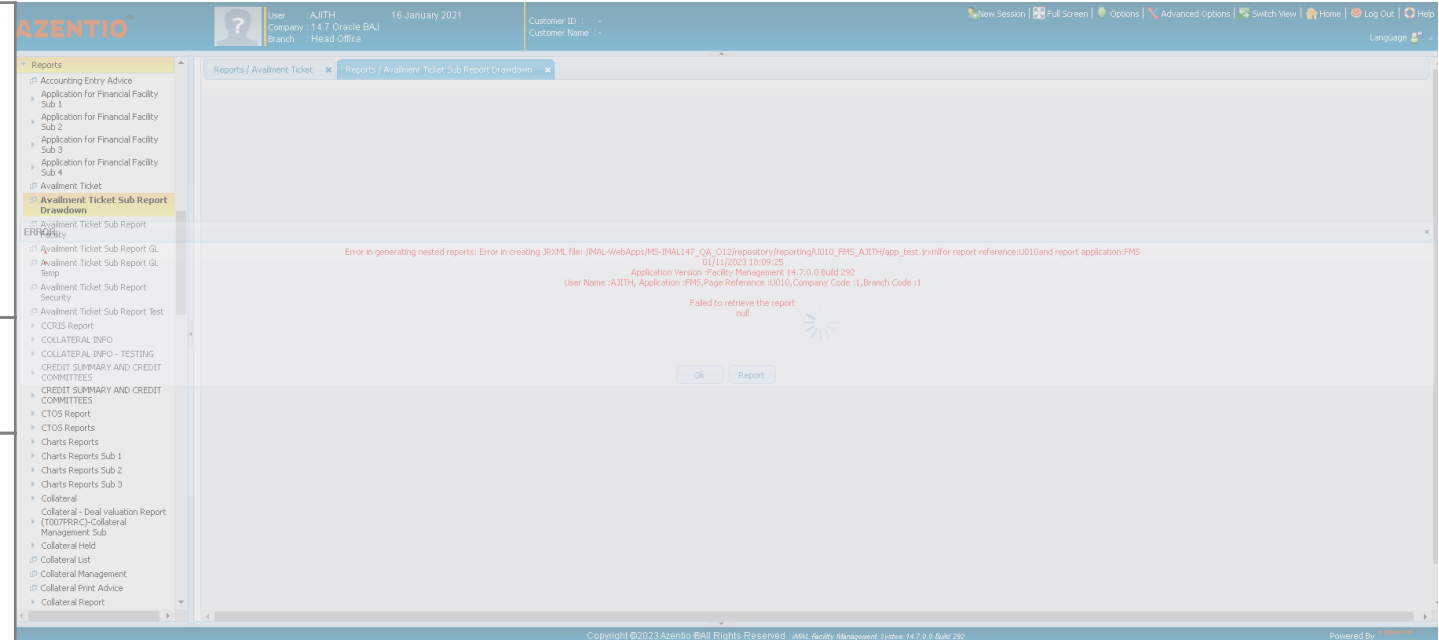 AZENTIO
User : AJITH 16 January 2021
Company : 14.7 Oracle BAJ
Branch : Head Office
Customer ID : -
Customer Name : -
New Session | Full Screen | Options | Advanced Options | Switch View | Home | Log Out | Help
Language
Reports
Reports / Availment Ticket
Reports / Availment Ticket Sub Report Drawdown
Accounting Entry Advice
Application for Financial Facility
Sub 1
Application for Financial Facility
Sub 2
Application for Financial Facility
Sub 3
Application for Financial Facility
Sub 4
Availment Ticket
Availment Ticket Sub Report
Drawdown
Availment Ticket Sub Report
Facility
ERROR
Availment Ticket Sub Report GL
Availment Ticket Sub Report GL
Temp
Availment Ticket Sub Report
Security
Availment Ticket Sub Report Test
CCRIS Report
COLLATERAL INFO
COLLATERAL INFO - TESTING
CREDIT SUMMARY AND CREDIT
COMMITTEES
CREDIT SUMMARY AND CREDIT
COMMITTEES
CTOS Report
CTOS Reports
Charts Reports
Charts Reports Sub 1
Charts Reports Sub 2
Charts Reports Sub 3
Collateral
Collateral - Deal valuation Report
(T007PRRC)-Collateral
Management Sub
Collateral Held
Collateral List
Collateral Management
Collateral Print Advice
Collateral Report
Error in generating nested reports: Error in creating JRXML file: /iMAL-WebApps/MS-IMAL147_QA_O12/repository/reporting/U010_FMS_AJITH/app_test.jrxmlfor report reference:U010and report application:FMS
01/11/2023 18:09:25
Application Version :Facility Management 14.7.0.0 Build 292
User Name :AJITH, Application :FMS,Page Reference :U010,Company Code :1,Branch Code :1
Failed to retrieve the report
null
Ok
Report
Copyright ©2023 Azentio ®All Rights Reserved iMAL Facility Management System 14.7.0.0 Build 292
Powered By